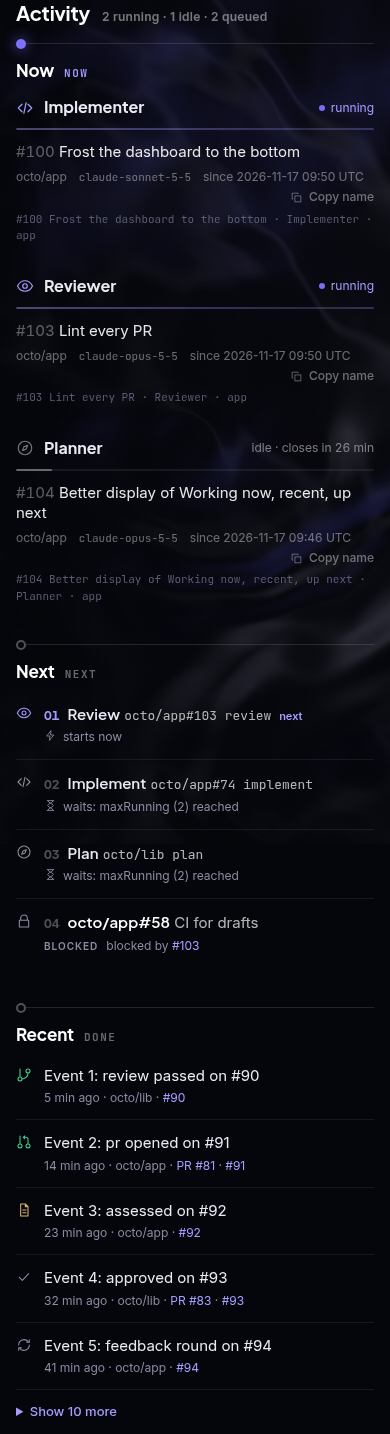 Activity 2 running · 1 idle · 2 queued
Now NOW
Implementer running
#100 Frost the dashboard to the bottom
octo/app claude-sonnet-5-5 since 2026-11-17 09:50 UTC
Copy name
#100 Frost the dashboard to the bottom · Implementer ·
app
Reviewer running
#103 Lint every PR
octo/app claude-opus-5-5 since 2026-11-17 09:50 UTC
Copy name
#103 Lint every PR · Reviewer · app
Planner idle · closes in 26 min
#104 Better display of Working now, recent, up
next
octo/app claude-opus-5-5 since 2026-11-17 09:46 UTC
Copy name
#104 Better display of Working now, recent, up next ·
Planner · app
Next NEXT
01 Review octo/app#103 review next
starts now
02 Implement octo/app#74 implement
waits: maxRunning (2) reached
03 Plan octo/lib plan
waits: maxRunning (2) reached
04 octo/app#58 CI for drafts
BLOCKED blocked by #103
Recent DONE
Event 1: review passed on #90
5 min ago · octo/lib · #90
Event 2: pr opened on #91
14 min ago · octo/app · PR #81 · #91
Event 3: assessed on #92
23 min ago · octo/app · #92
Event 4: approved on #93
32 min ago · octo/lib · PR #83 · #93
Event 5: feedback round on #94
41 min ago · octo/app · #94
Show 10 more